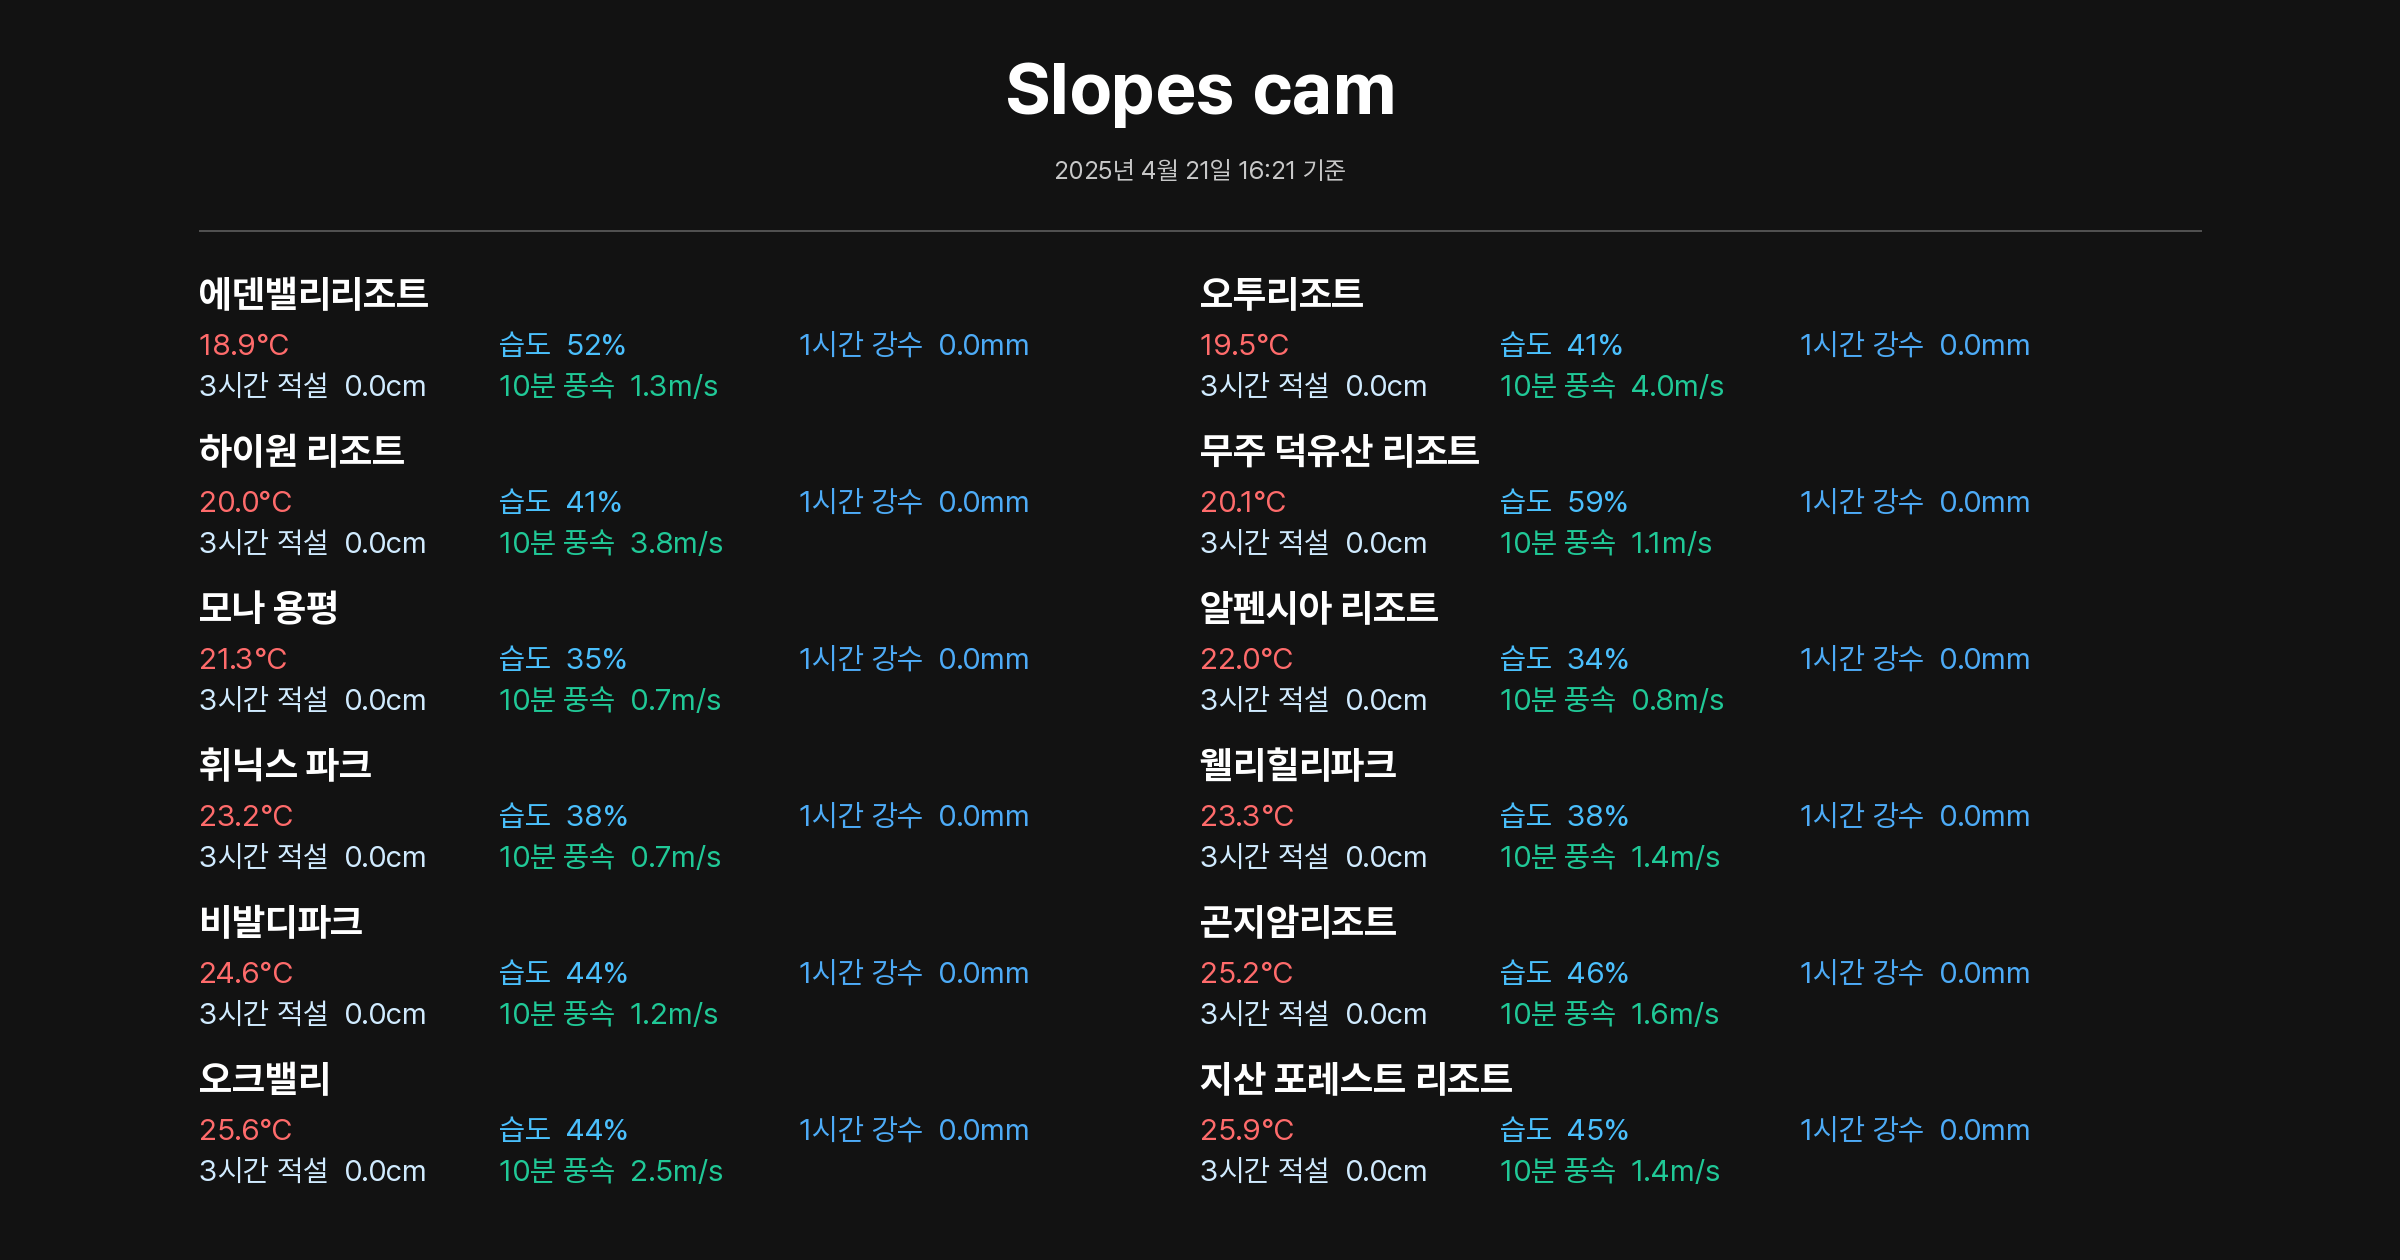 Slopes cam
2025년 4월 21일 16:21 기준
에덴밸리리조트
18.9°C 습도 52% 1시간 강수 0.0mm
3시간 적설 0.0cm 10분 풍속 1.3m/s
오투리조트
19.5°C 습도 41% 1시간 강수 0.0mm
3시간 적설 0.0cm 10분 풍속 4.0m/s
하이원 리조트
20.0°C 습도 41% 1시간 강수 0.0mm
3시간 적설 0.0cm 10분 풍속 3.8m/s
무주 덕유산 리조트
20.1°C 습도 59% 1시간 강수 0.0mm
3시간 적설 0.0cm 10분 풍속 1.1m/s
모나 용평
21.3°C 습도 35% 1시간 강수 0.0mm
3시간 적설 0.0cm 10분 풍속 0.7m/s
알펜시아 리조트
22.0°C 습도 34% 1시간 강수 0.0mm
3시간 적설 0.0cm 10분 풍속 0.8m/s
휘닉스 파크
23.2°C 습도 38% 1시간 강수 0.0mm
3시간 적설 0.0cm 10분 풍속 0.7m/s
웰리힐리파크
23.3°C 습도 38% 1시간 강수 0.0mm
3시간 적설 0.0cm 10분 풍속 1.4m/s
비발디파크
24.6°C 습도 44% 1시간 강수 0.0mm
3시간 적설 0.0cm 10분 풍속 1.2m/s
곤지암리조트
25.2°C 습도 46% 1시간 강수 0.0mm
3시간 적설 0.0cm 10분 풍속 1.6m/s
오크밸리
25.6°C 습도 44% 1시간 강수 0.0mm
3시간 적설 0.0cm 10분 풍속 2.5m/s
지산 포레스트 리조트
25.9°C 습도 45% 1시간 강수 0.0mm
3시간 적설 0.0cm 10분 풍속 1.4m/s